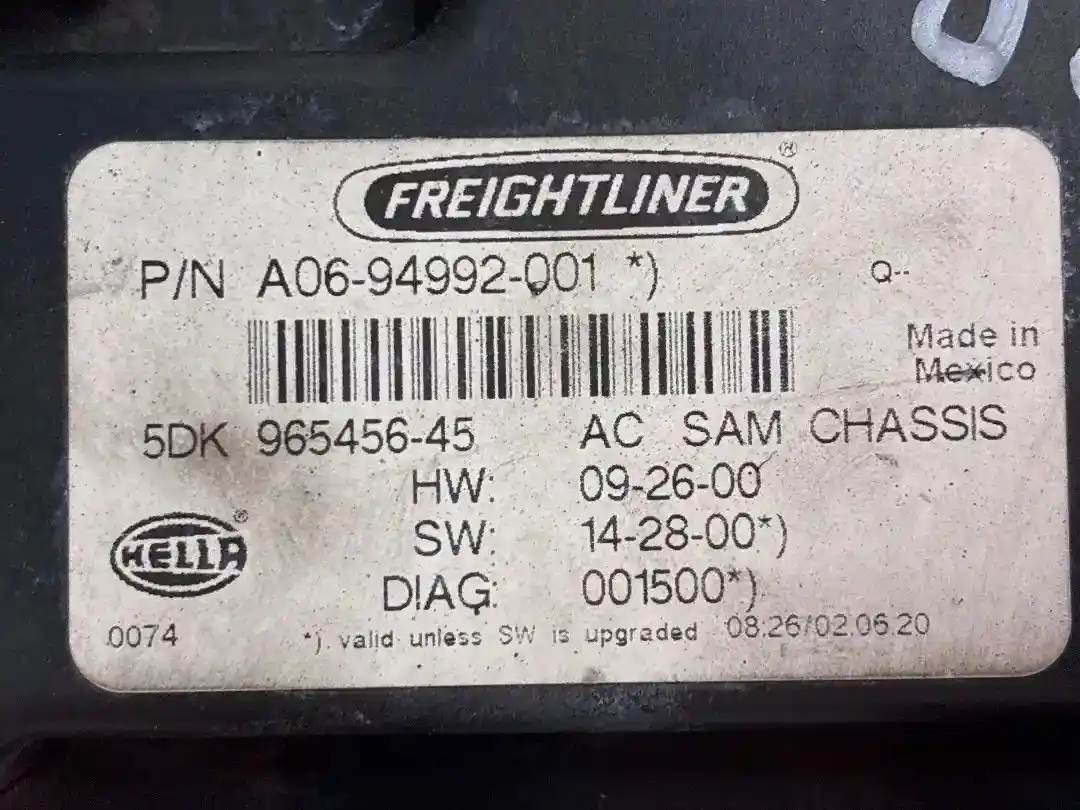 FREIGHTLINER ®
P/N A06-94992-001 *) Q--
Made in
Mexico
5DK 965456-45 AC SAM CHASSIS
HW: 09-26-00
SW: 14-28-00*)
DIAG: 001500*)
HELLA ®
0074 *). valid unless SW is upgraded 08:26/02.06.20